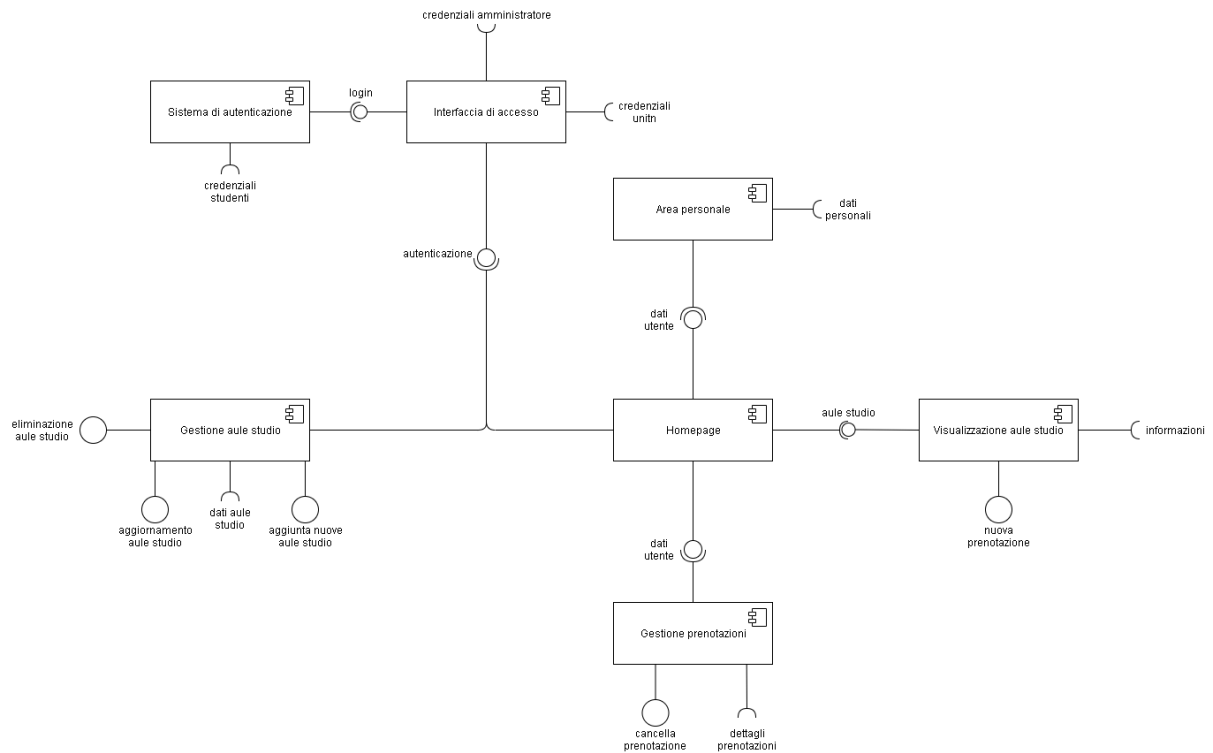 credenziali amministratore
Sistema di autenticazione
login
Interfaccia di accesso
credenziali
unitn
credenziali
studenti
Area personale
dati
personali
autenticazione
dati
utente
eliminazione
aule studio
Gestione aule studio
Homepage
aule studio
Visualizzazione aule studio
informazioni
aggiornamento
aule studio
dati aule
studio
aggiunta nuove
aule studio
nuova
prenotazione
dati
utente
Gestione prenotazioni
cancella
prenotazione
dettagli
prenotazioni